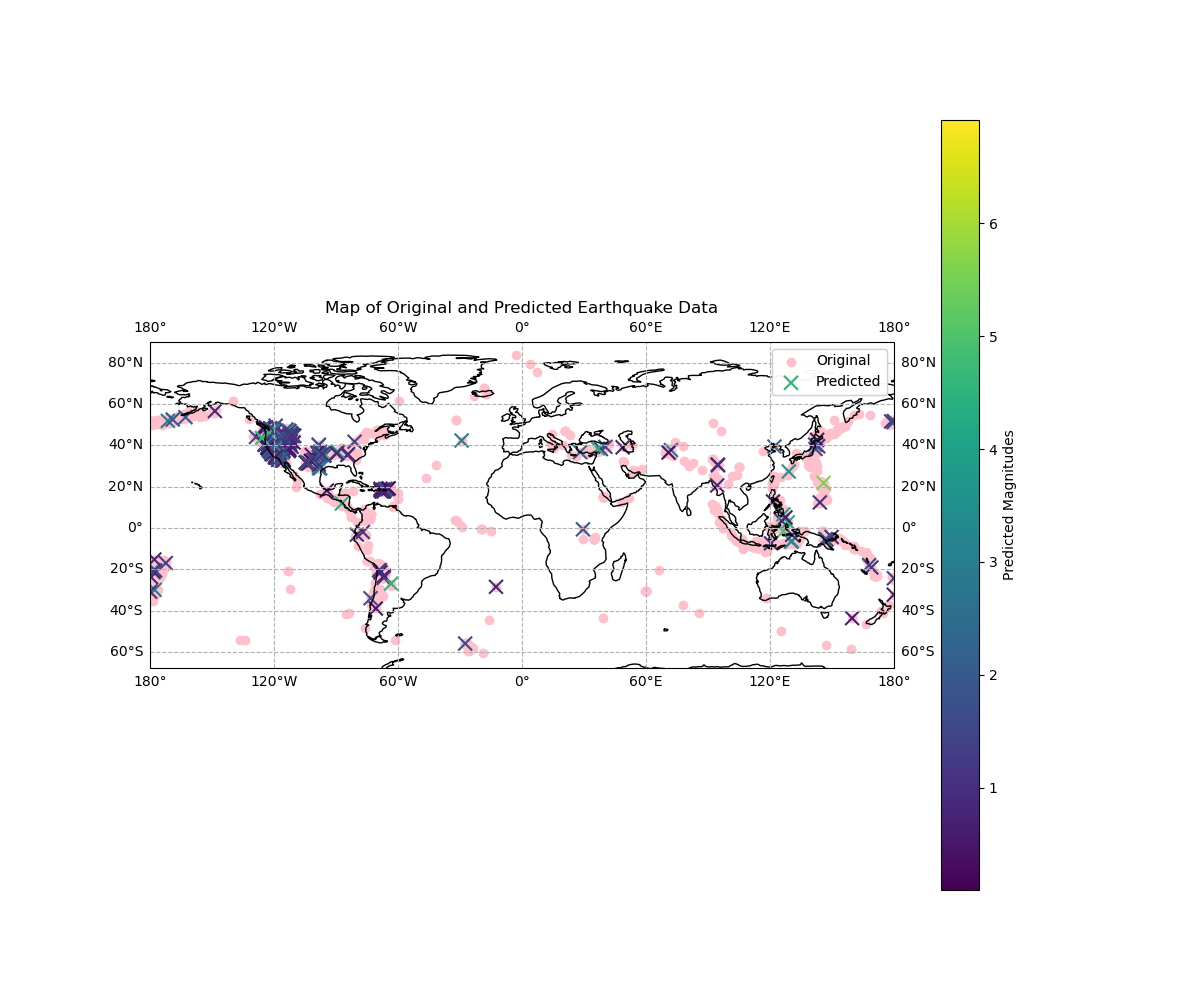 Map of Original and Predicted Earthquake Data
180° 120°W 60°W 0° 60°E 120°E 180°
80°N 80°N
60°N 60°N
40°N 40°N
20°N 20°N
0° 0°
20°S 20°S
40°S 40°S
60°S 60°S
180° 120°W 60°W 0° 60°E 120°E 180°
Original
Predicted
6
5
4
3
2
1
Predicted Magnitudes